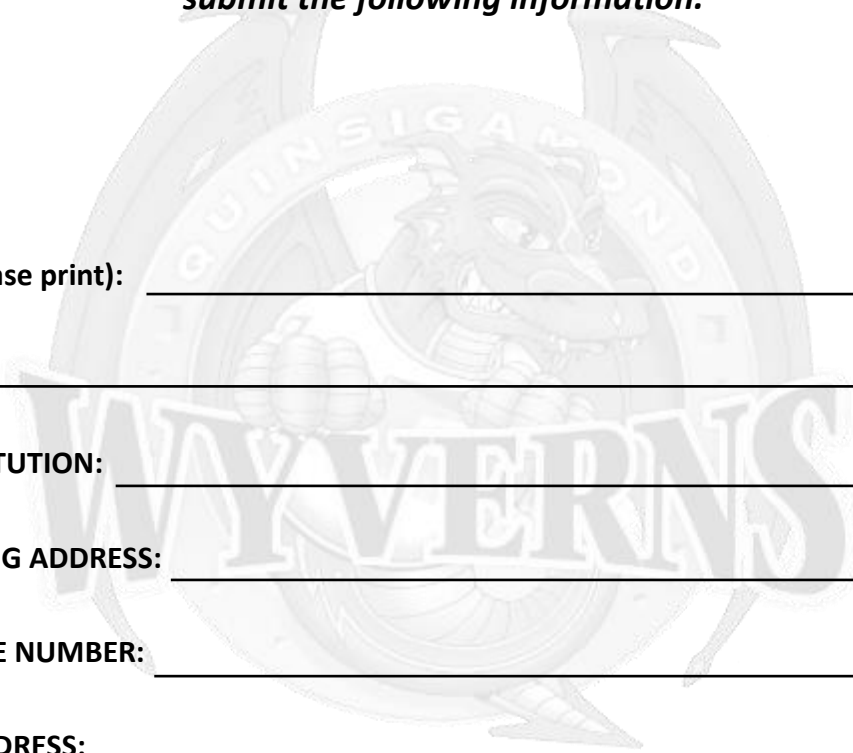 submit the following information:
QUINSIGAMOND
ase print):
WYVERNS
TUTION:
G ADDRESS:
E NUMBER:
DRESS: